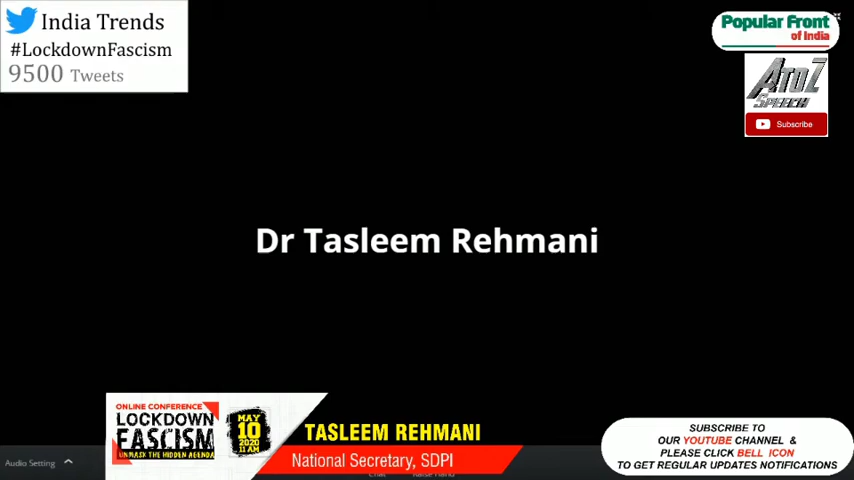 India Trends
#LockdownFascism
9500 Tweets
Popular Front
of India
AToZ
SPEECH
Subscribe
Dr Tasleem Rehmani
ONLINE CONFERENCE
LOCKDOWN
FASCISM
UNMASK THE HIDDEN AGENDA
MAY
10
2020
11 AM
TASLEEM REHMANI
National Secretary, SDPI
Audio Setting
SUBSCRIBE TO
OUR YOUTUBE CHANNEL &
PLEASE CLICK BELL ICON
TO GET REGULAR UPDATES NOTIFICATIONS